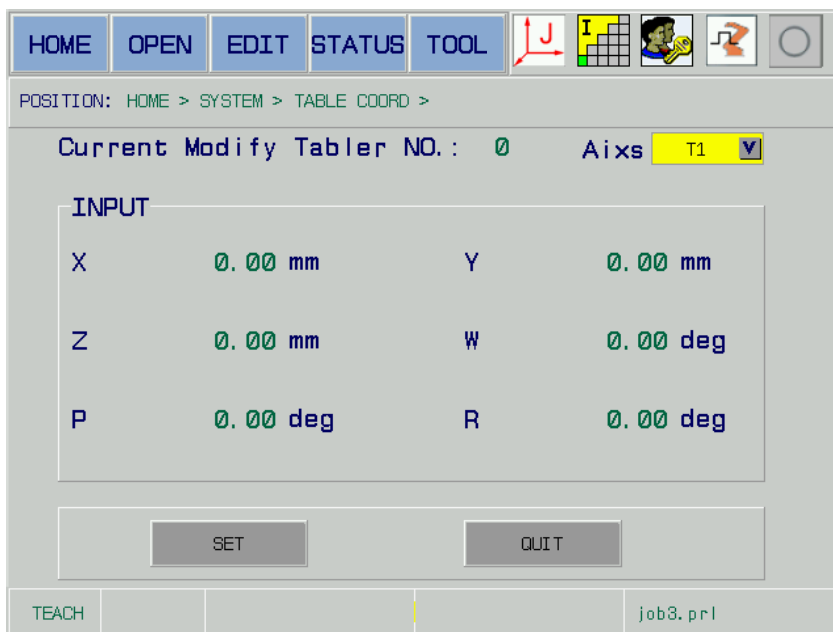 HOME OPEN EDIT STATUS TOOL J I
POSITION: HOME > SYSTEM > TABLE COORD >
Current Modify Tabler NO.: 0 Aixs T1 V
INPUT
X 0.00 mm Y 0.00 mm
Z 0.00 mm W 0.00 deg
P 0.00 deg R 0.00 deg
SET QUIT
TEACH job3.prl